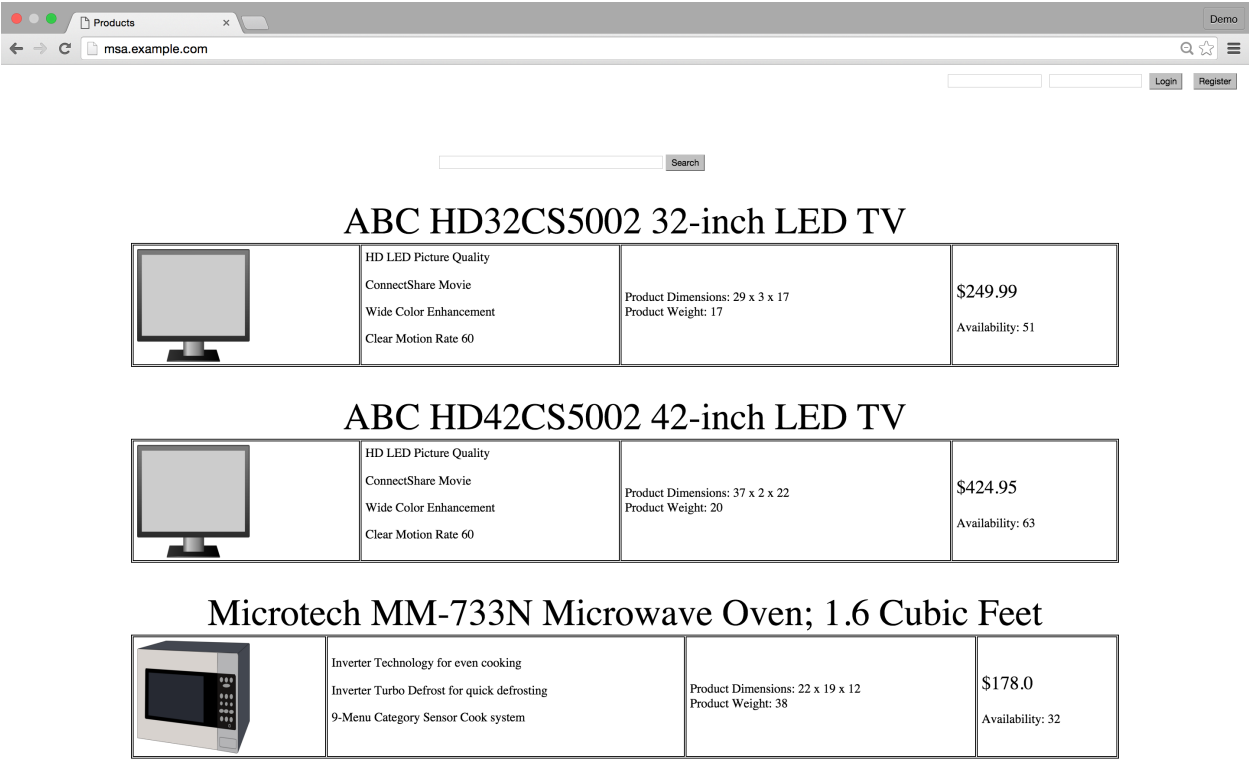 Products
Demo
msa.example.com
Login
Register
Search
ABC HD32CS5002 32-inch LED TV
HD LED Picture Quality
ConnectShare Movie
Wide Color Enhancement
Clear Motion Rate 60
Product Dimensions: 29 x 3 x 17
Product Weight: 17
$249.99
Availability: 51
ABC HD42CS5002 42-inch LED TV
HD LED Picture Quality
ConnectShare Movie
Wide Color Enhancement
Clear Motion Rate 60
Product Dimensions: 37 x 2 x 22
Product Weight: 20
$424.95
Availability: 63
Microtech MM-733N Microwave Oven; 1.6 Cubic Feet
Inverter Technology for even cooking
Inverter Turbo Defrost for quick defrosting
9-Menu Category Sensor Cook system
Product Dimensions: 22 x 19 x 12
Product Weight: 38
$178.0
Availability: 32